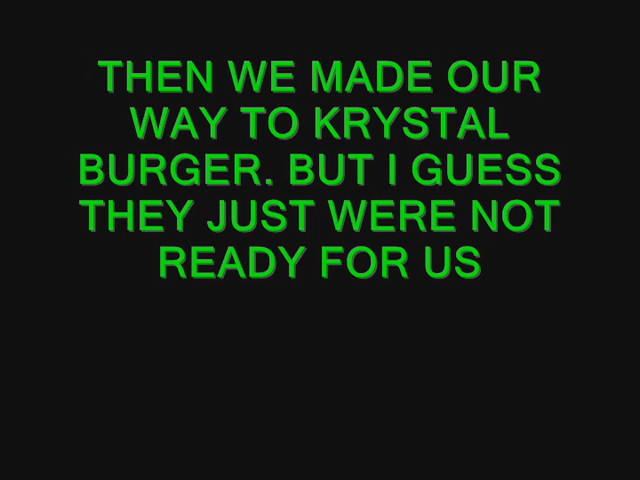 THEN WE MADE OUR
WAY TO KRYSTAL
BURGER. BUT I GUESS
THEY JUST WERE NOT
READY FOR US